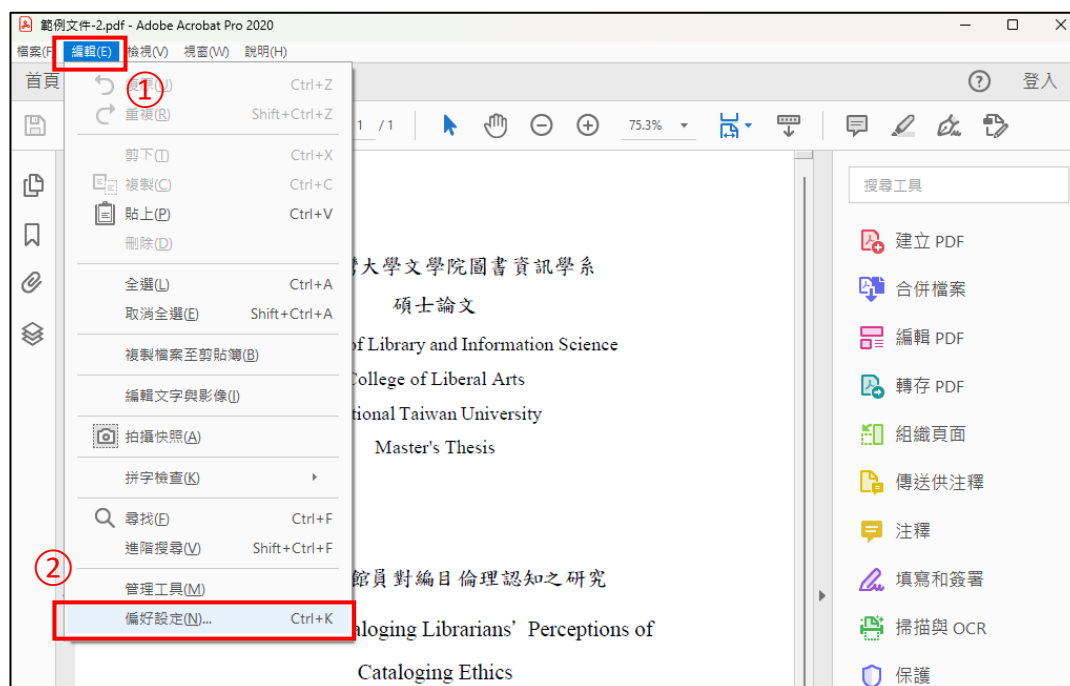 範例文件-2.pdf - Adobe Acrobat Pro 2020
檔案(F 編輯(E) 檢視(V) 視窗(W) 說明(H)
首頁 登入
①
復原(U) Ctrl+Z
重複(R) Shift+Ctrl+Z
1 / 1 75.3%
剪下(T) Ctrl+X
複製(C) Ctrl+C
貼上(P) Ctrl+V
刪除(D)
全選(L) Ctrl+A
取消全選(E) Shift+Ctrl+A
複製檔案至剪貼簿(B)
編輯文字與影像(I)
拍攝快照(A)
拼字檢查(K)
尋找(F) Ctrl+F
進階搜尋(V) Shift+Ctrl+F
②
管理工具(M)
偏好設定(N)... Ctrl+K
大學文學院圖書資訊學系
碩士論文
of Library and Information Science
College of Liberal Arts
tional Taiwan University
Master's Thesis
館員對編目倫理認知之研究
aloging Librarians' Perceptions of
Cataloging Ethics
搜尋工具
建立 PDF
合併檔案
編輯 PDF
轉存 PDF
組織頁面
傳送供注釋
注釋
填寫和簽署
掃描與 OCR
保護